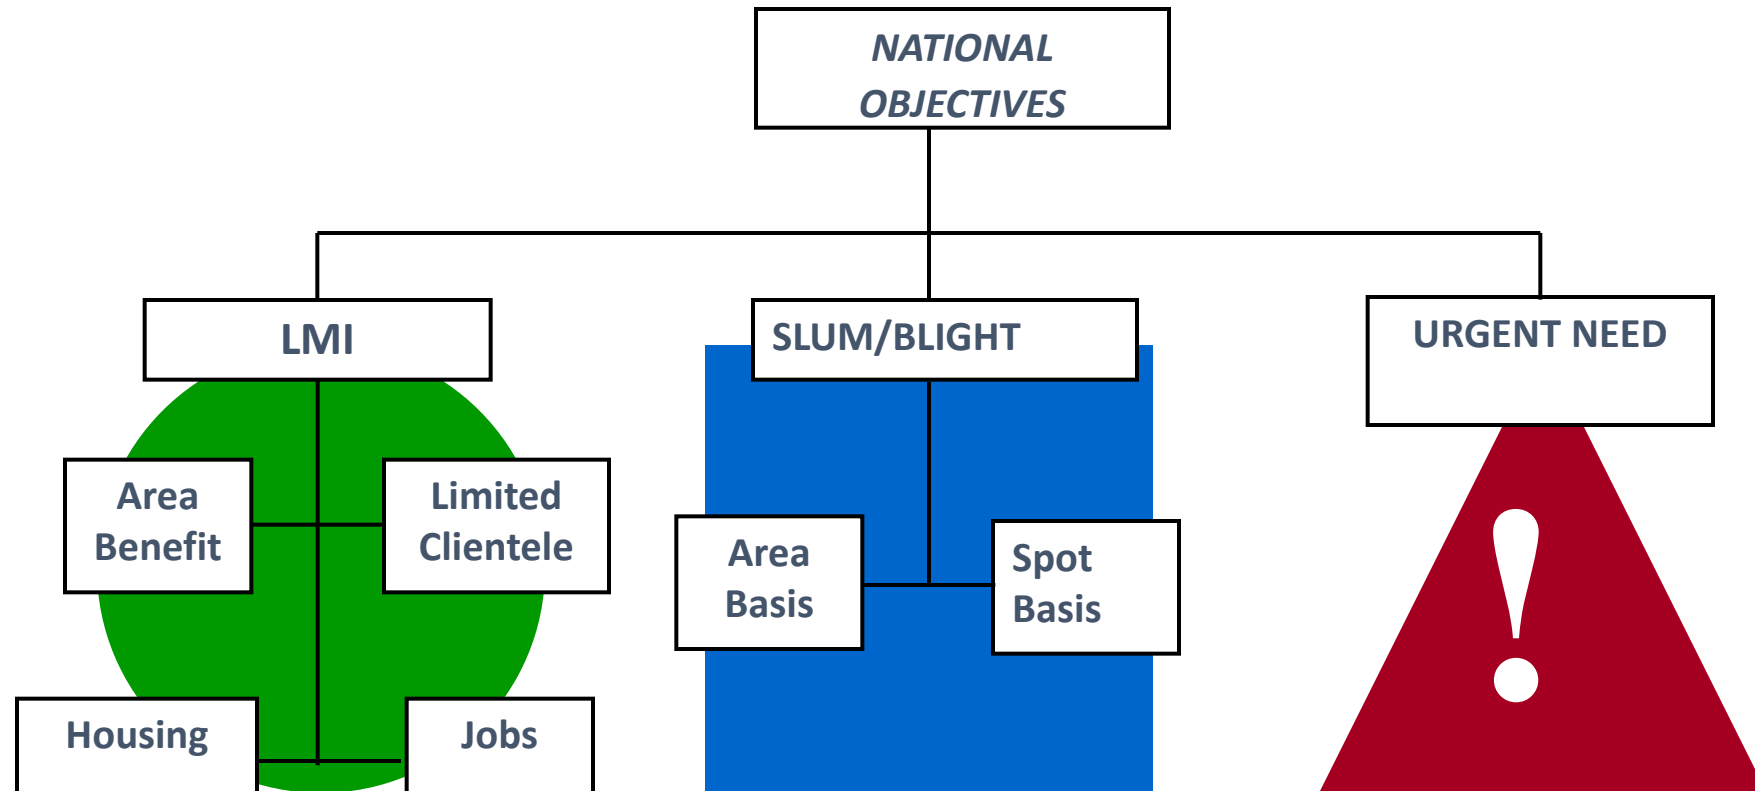 NATIONAL
OBJECTIVES
LMI
SLUM/BLIGHT
URGENT NEED
Area
Benefit
Limited
Clientele
Area
Basis
Spot
Basis
!
Housing
Jobs